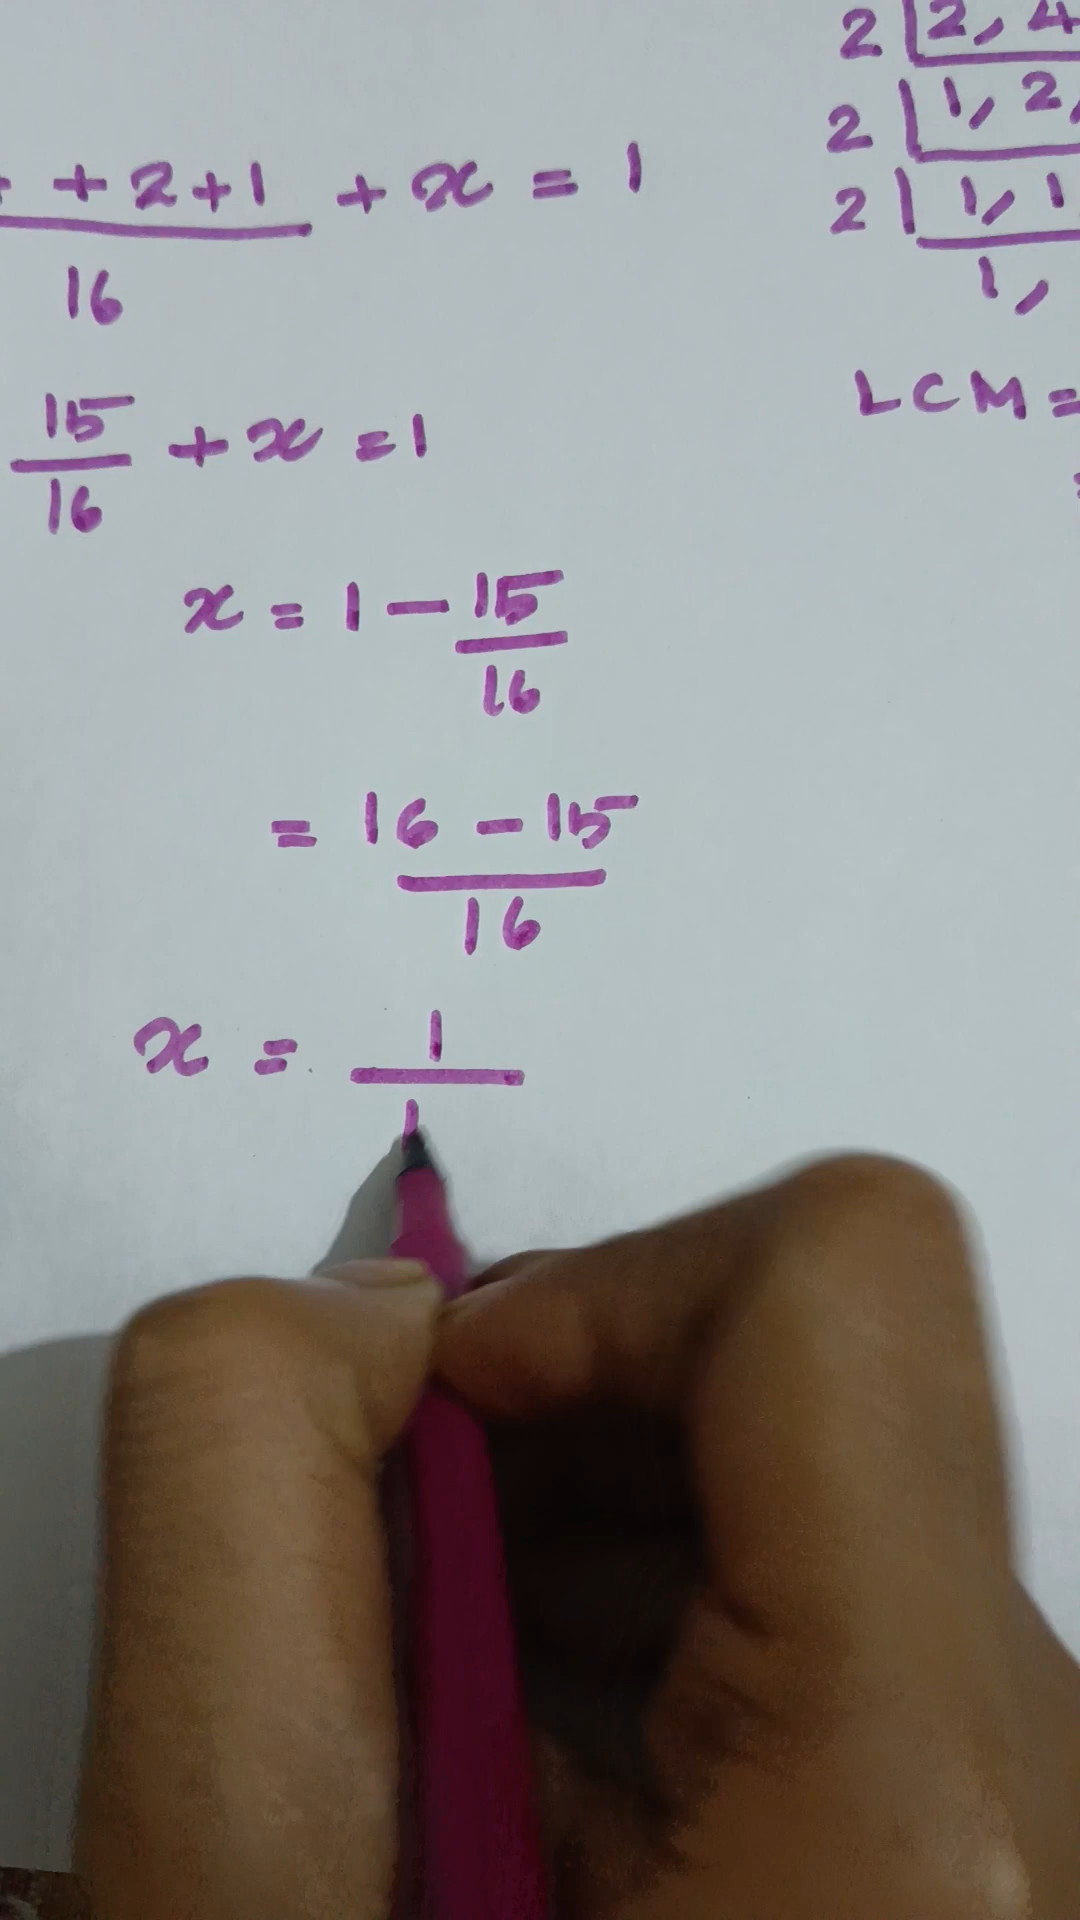 + 2 + 1 + x = 1
16
15
16 + x = 1
x = 1 - 15
16
= 16 - 15
16
x = 1
1
2 | 2, 4
2 | 1, 2,
2 | 1, 1
1,
LCM =